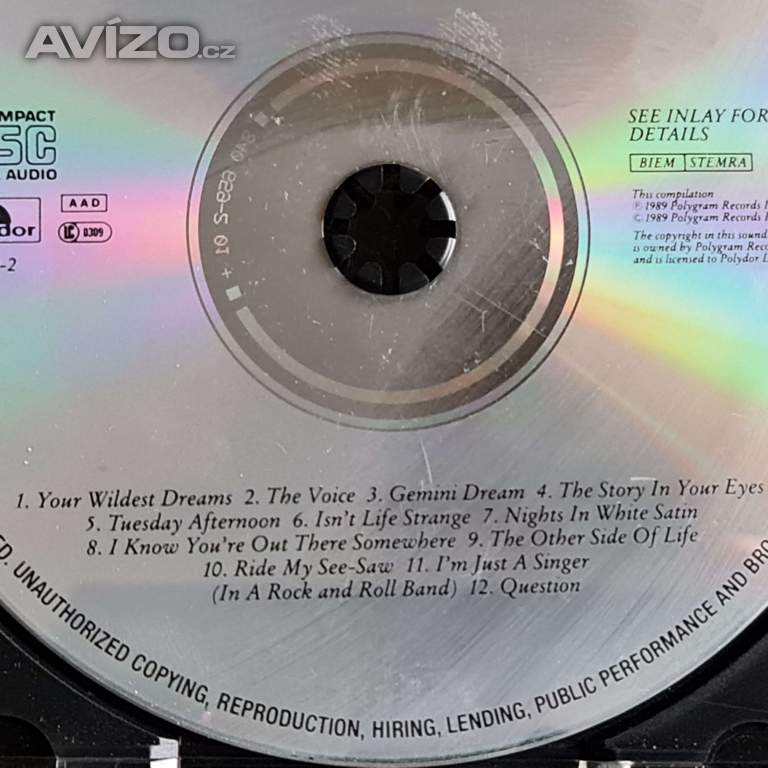 AVÍZO.cz
MPACT
SC
AUDIO
AAD
LC 0309
dor
-2
SEE INLAY FOR
DETAILS
BIEM STEMRA
This compilation
℗ 1989 Polygram Records
© 1989 Polygram Records
The copyright in this sound
is owned by Polygram Reco
and is licensed to Polydor
1. Your Wildest Dreams 2. The Voice 3. Gemini Dream 4. The Story In Your Eyes
5. Tuesday Afternoon 6. Isn't Life Strange 7. Nights In White Satin
8. I Know You're Out There Somewhere 9. The Other Side Of Life
10. Ride My See-Saw 11. I'm Just A Singer
(In A Rock and Roll Band) 12. Question
ED. UNAUTHORIZED COPYING, REPRODUCTION, HIRING, LENDING, PUBLIC PERFORMANCE AND BRO